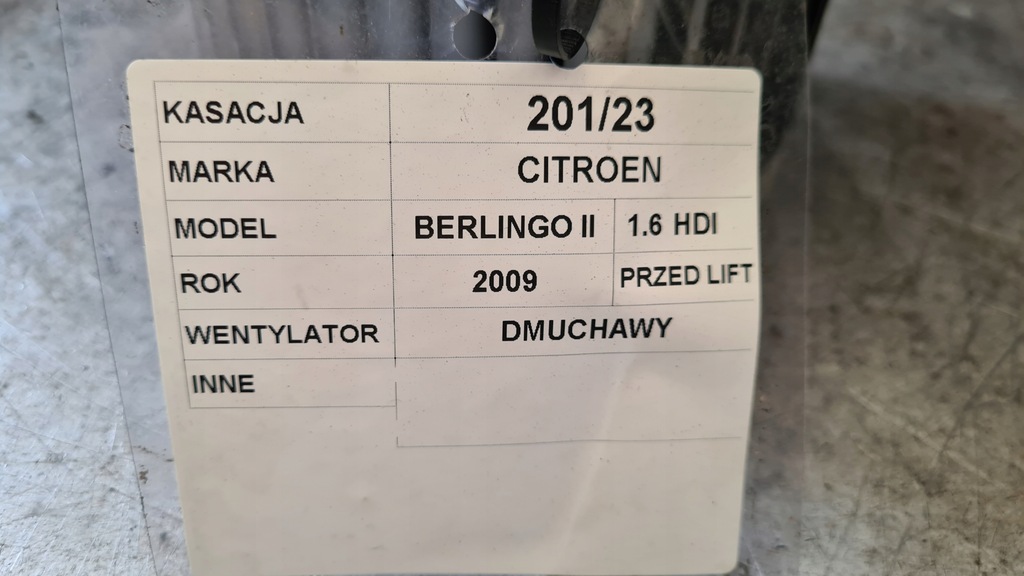 KASACJA 201/23
MARKA CITROEN
MODEL BERLINGO II 1.6 HDI
ROK 2009 PRZED LIFT
WENTYLATOR DMUCHAWY
INNE